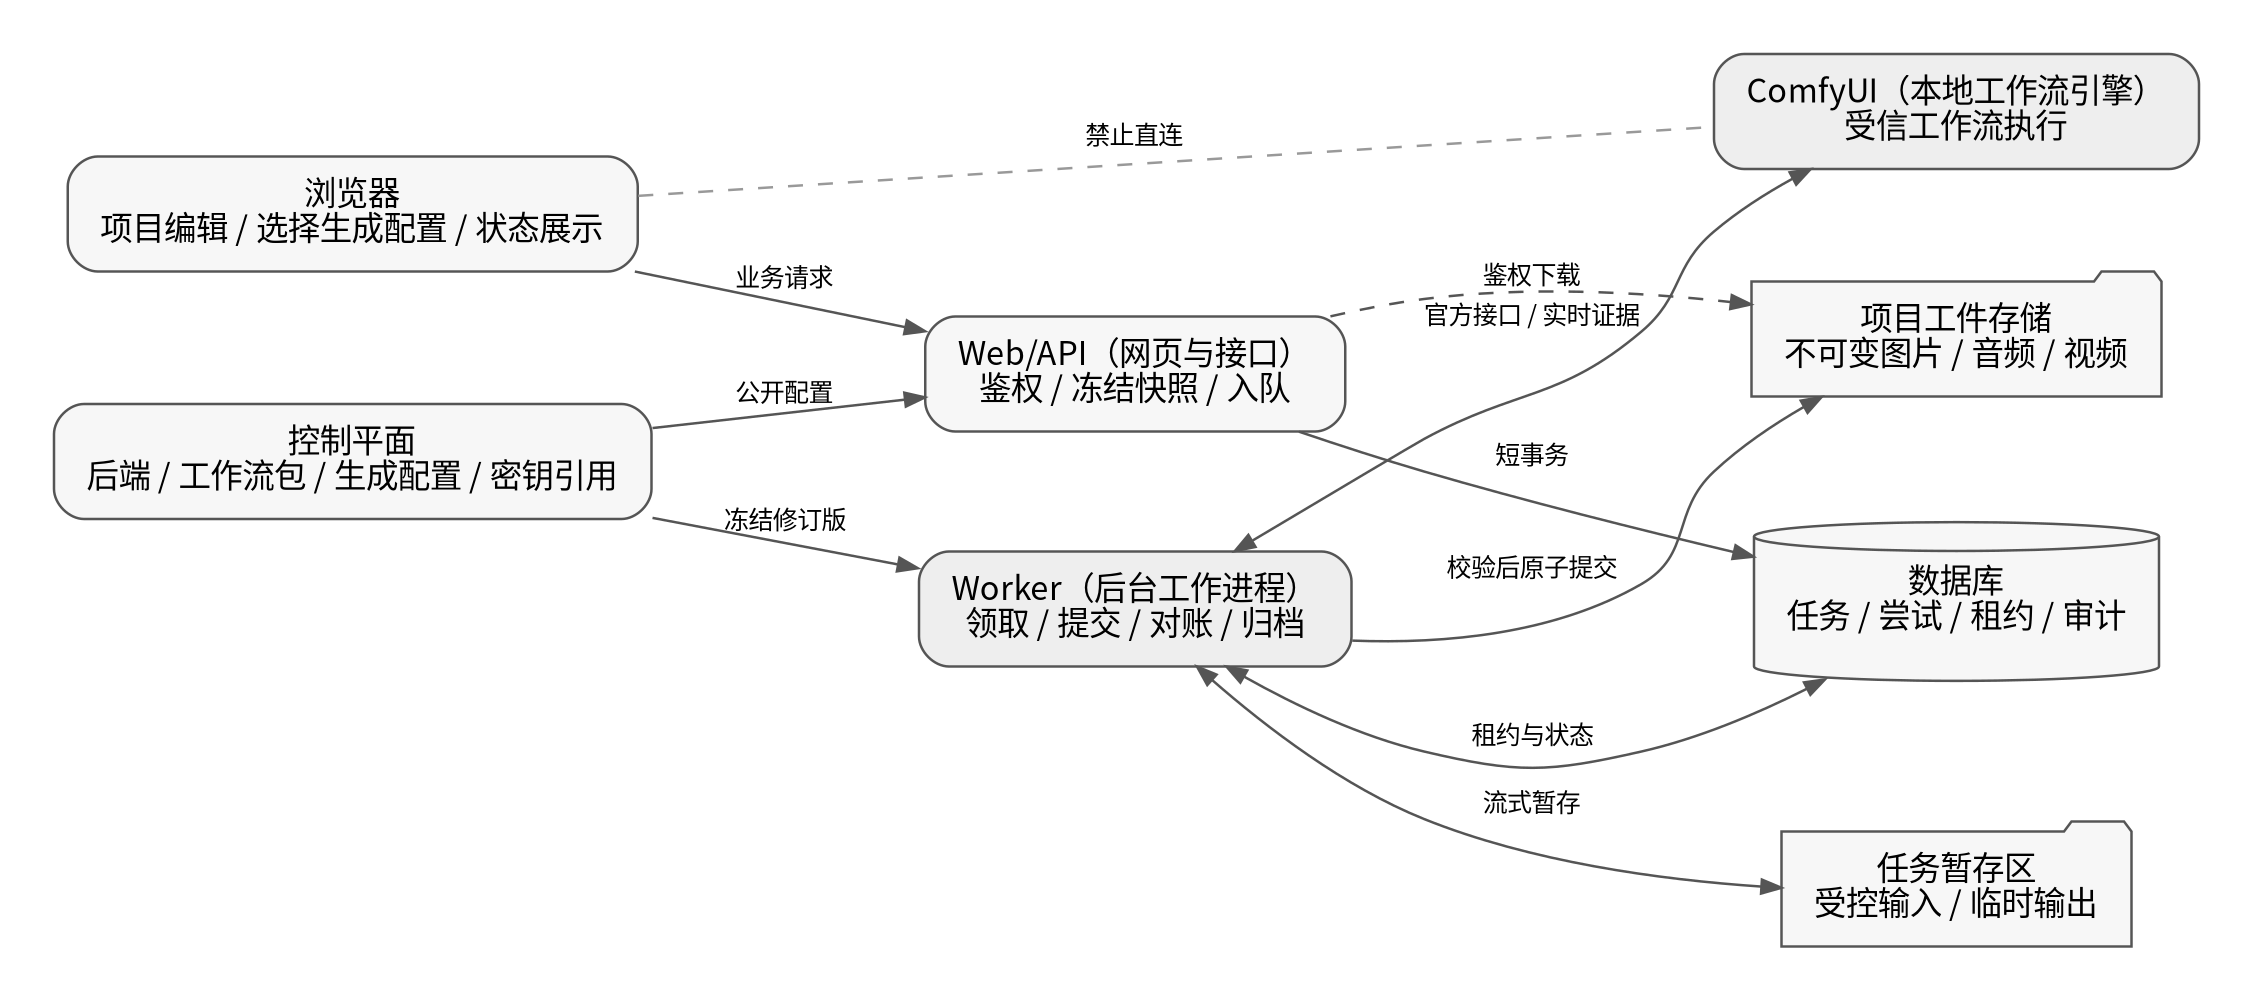 ComfyUI（本地工作流引擎）
受信工作流执行
禁止直连
浏览器
项目编辑 / 选择生成配置 / 状态展示
业务请求
鉴权下载
官方接口 / 实时证据
项目工件存储
不可变图片 / 音频 / 视频
Web/API（网页与接口）
鉴权 / 冻结快照 / 入队
公开配置
控制平面
后端 / 工作流包 / 生成配置 / 密钥引用
短事务
冻结修订版
校验后原子提交
数据库
任务 / 尝试 / 租约 / 审计
Worker（后台工作进程）
领取 / 提交 / 对账 / 归档
租约与状态
流式暂存
任务暂存区
受控输入 / 临时输出